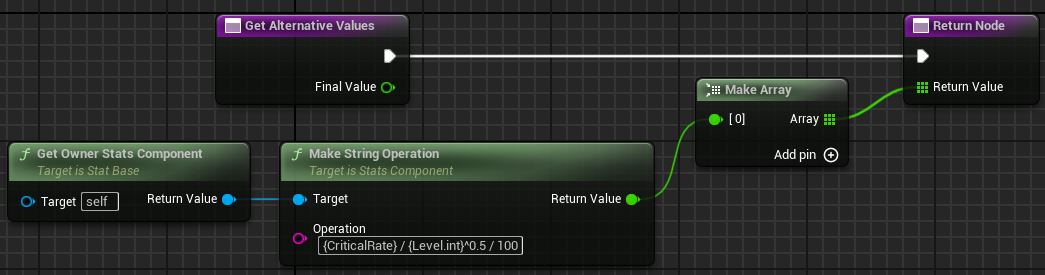 Get Alternative Values
Final Value
Return Node
Return Value
Make Array
[ 0]
Array
Add pin
f Get Owner Stats Component
Target is Stat Base
Target self
Return Value
f Make String Operation
Target is Stats Component
Target
Return Value
Operation
{CriticalRate} / {Level.int}^0.5 / 100